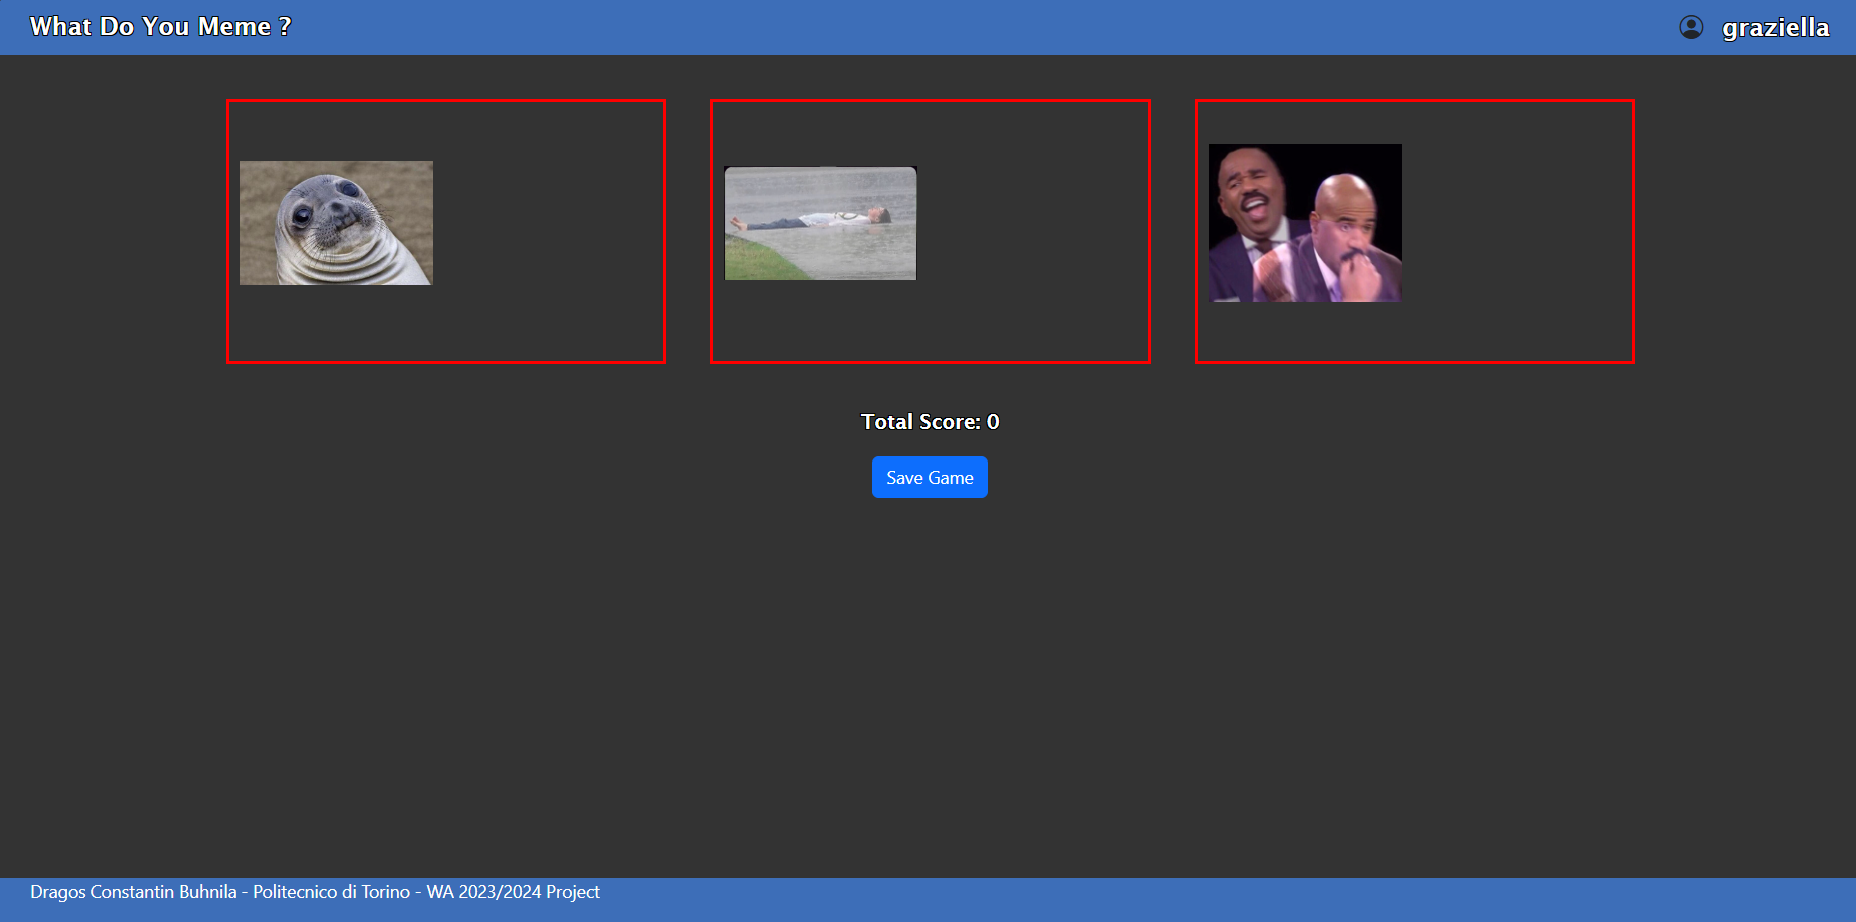 What Do You Meme ?
graziella
Total Score: 0
Save Game
Dragos Constantin Buhnila - Politecnico di Torino - WA 2023/2024 Project